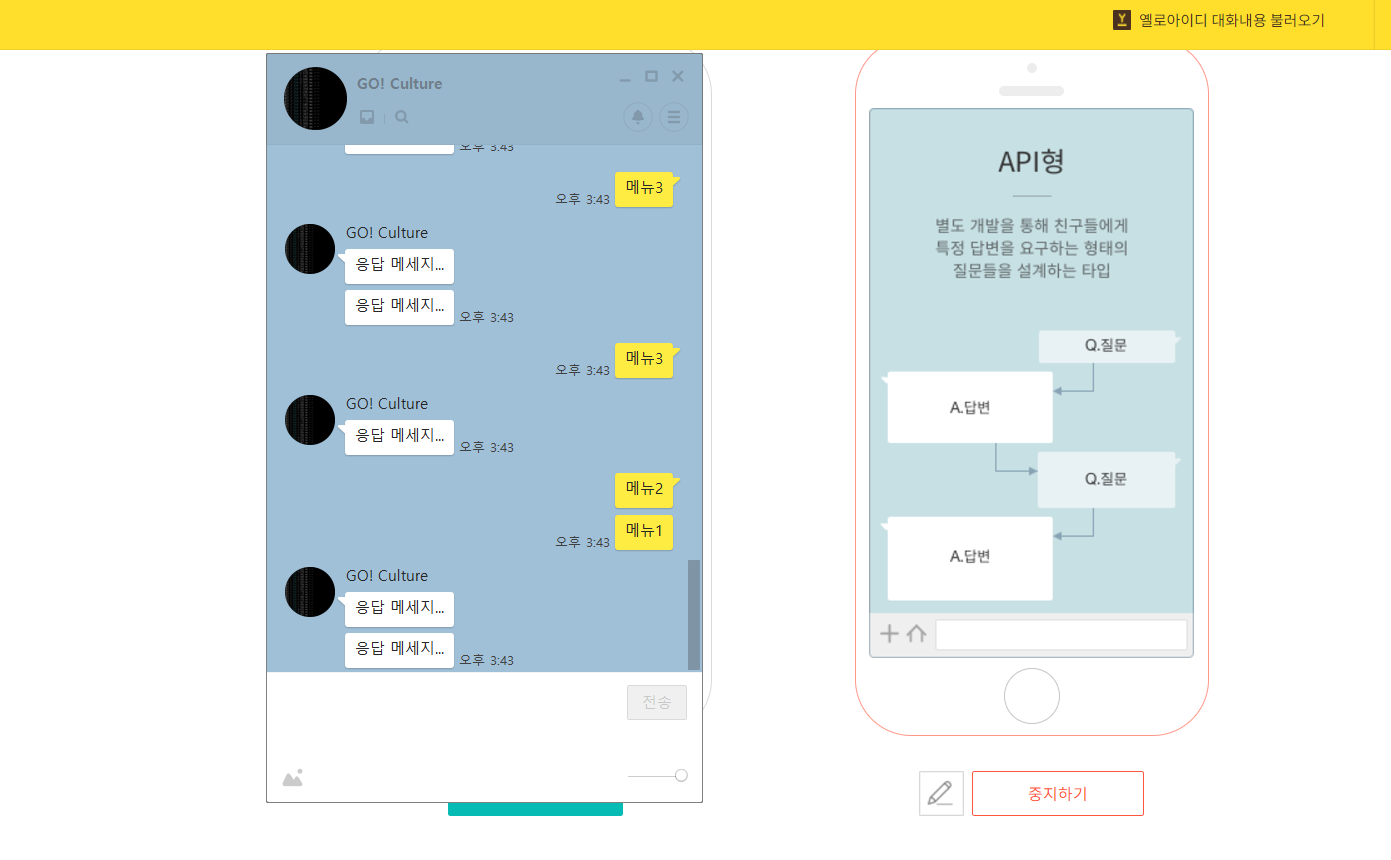 옐로아이디 대화내용 불러오기
GO! Culture
오후 3:43
메뉴3
오후 3:43
GO! Culture
응답 메세지...
응답 메세지...
오후 3:43
메뉴3
오후 3:43
GO! Culture
응답 메세지...
오후 3:43
메뉴2
메뉴1
오후 3:43
GO! Culture
응답 메세지...
응답 메세지...
오후 3:43
전송
API형
별도 개발을 통해 친구들에게
특정 답변을 요구하는 형태의
질문들을 설계하는 타입
Q.질문
A.답변
Q.질문
A.답변
중지하기